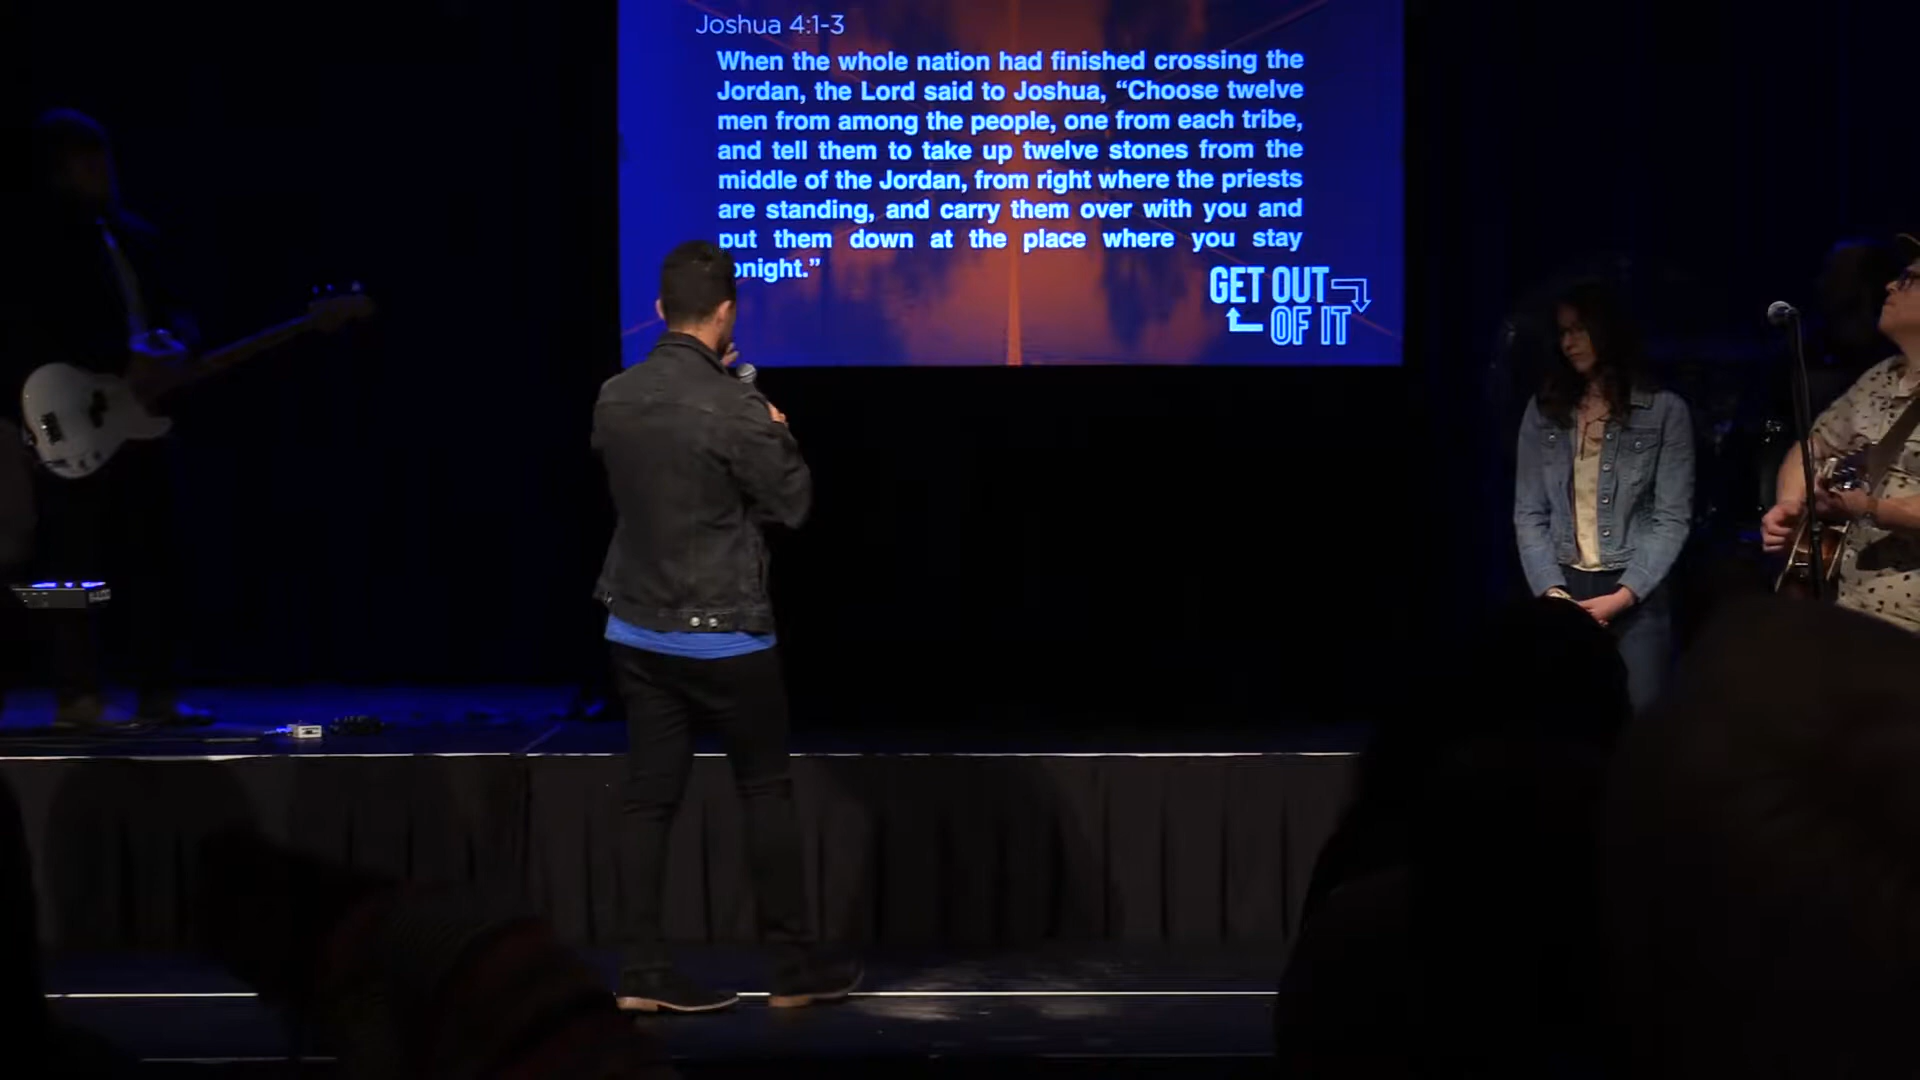 Joshua 4:1-3
When the whole nation had finished crossing the
Jordan, the Lord said to Joshua, “Choose twelve
men from among the people, one from each tribe,
and tell them to take up twelve stones from the
middle of the Jordan, from right where the priests
are standing, and carry them over with you and
put them down at the place where you stay
onight.”
GET OUT
OF IT